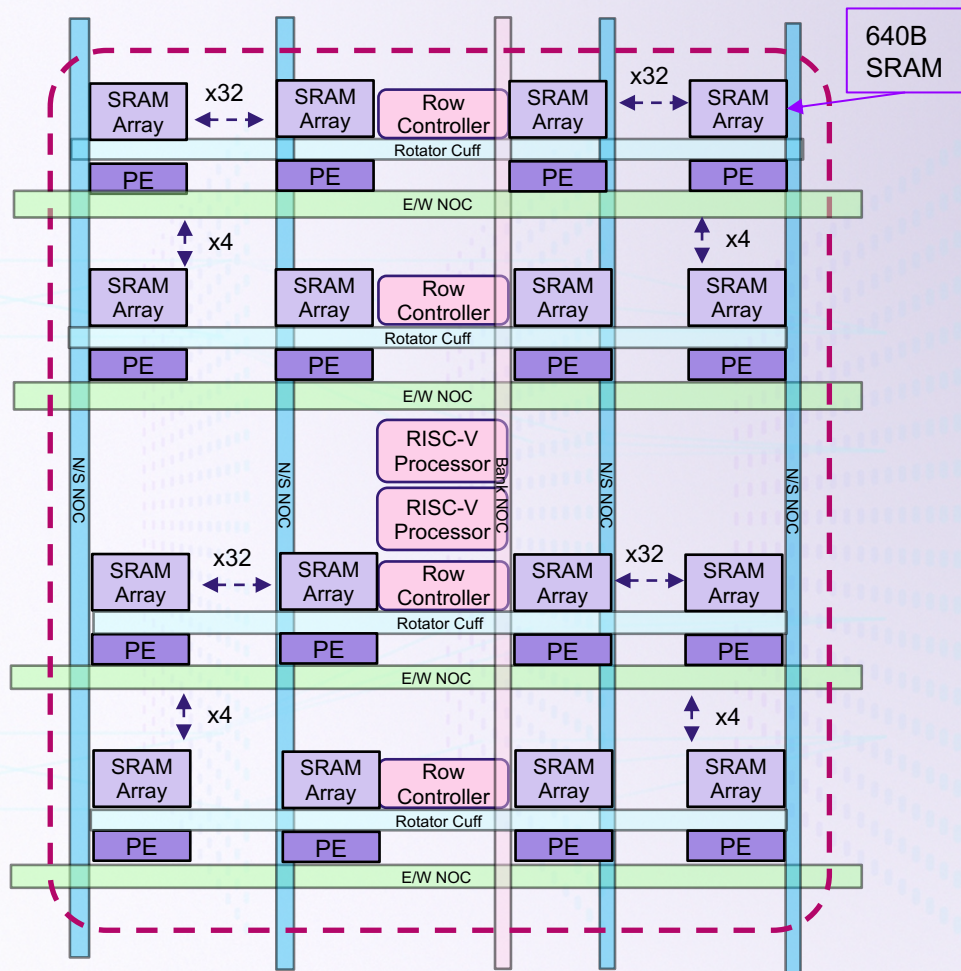 640B
SRAM
SRAM
Array
x32
SRAM
Array
Row
Controller
SRAM
Array
x32
SRAM
Array
Rotator Cuff
PE
PE
PE
PE
E/W NOC
x4
x4
SRAM
Array
SRAM
Array
Row
Controller
SRAM
Array
SRAM
Array
Rotator Cuff
PE
PE
PE
PE
E/W NOC
RISC-V
Processor
N/S NOC
N/S NOC
Bank NOC
N/S NOC
N/S NOC
RISC-V
Processor
SRAM
Array
x32
SRAM
Array
Row
Controller
SRAM
Array
x32
SRAM
Array
Rotator Cuff
PE
PE
PE
PE
E/W NOC
x4
x4
SRAM
Array
SRAM
Array
Row
Controller
SRAM
Array
SRAM
Array
Rotator Cuff
PE
PE
PE
PE
E/W NOC